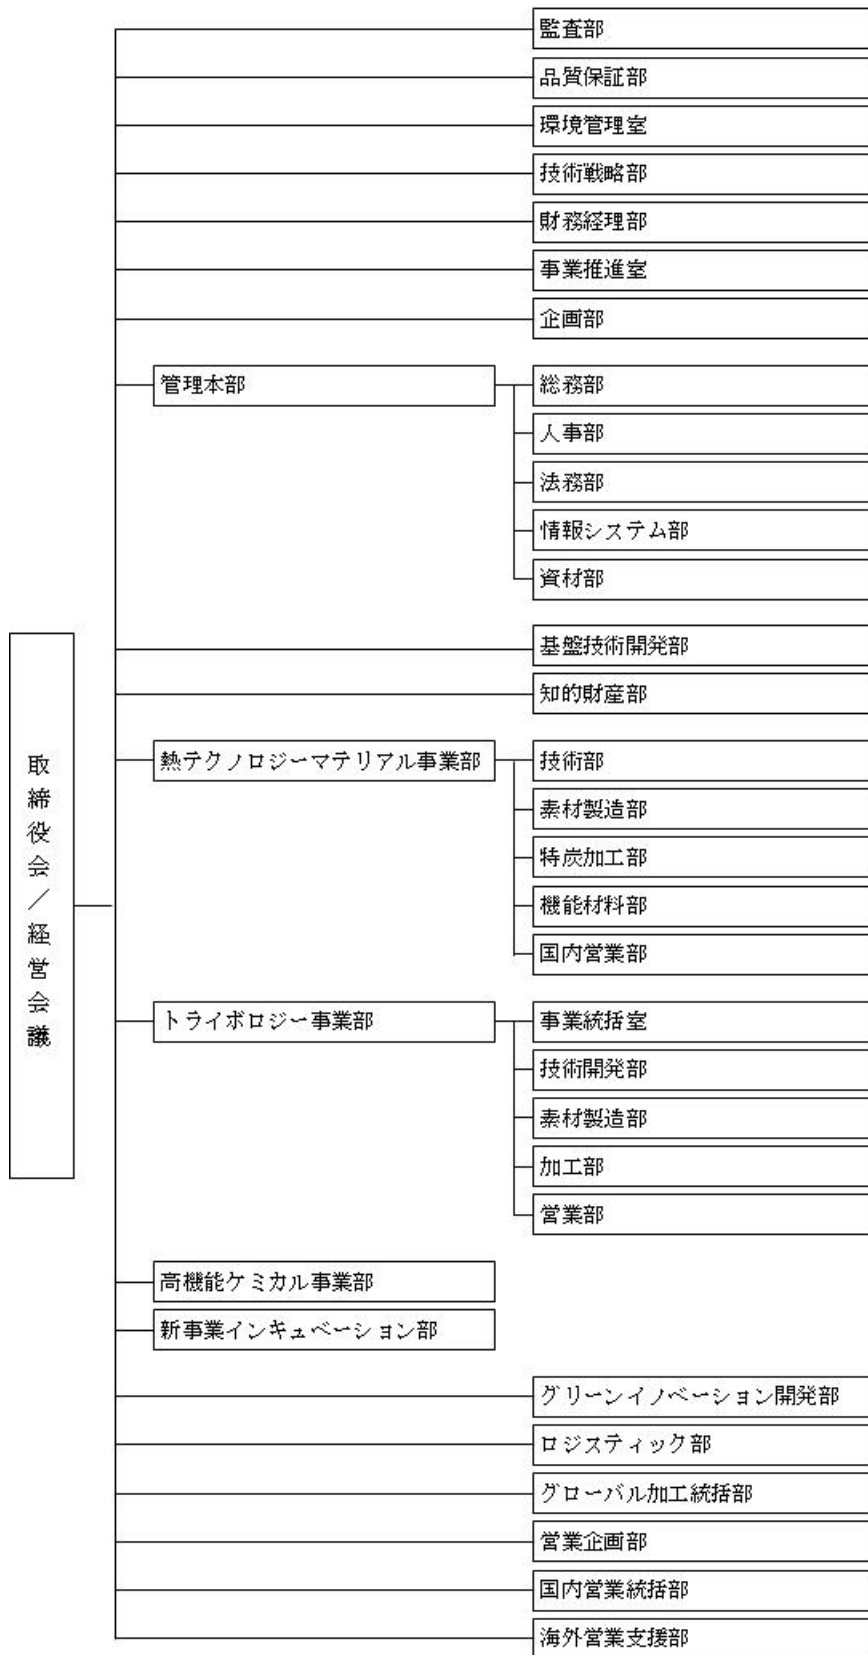 監査部
品質保証部
環境管理室
技術戦略部
財務経理部
事業推進室
企画部
管理本部
総務部
人事部
法務部
情報システム部
資材部
基盤技術開発部
知的財産部
取締役会／経営会議
熱テクノロジーマテリアル事業部
技術部
素材製造部
特炭加工部
機能材料部
国内営業部
トライボロジー事業部
事業統括室
技術開発部
素材製造部
加工部
営業部
高機能ケミカル事業部
新事業インキュベーション部
グリーンイノベーション開発部
ロジスティック部
グローバル加工統括部
営業企画部
国内営業統括部
海外営業支援部